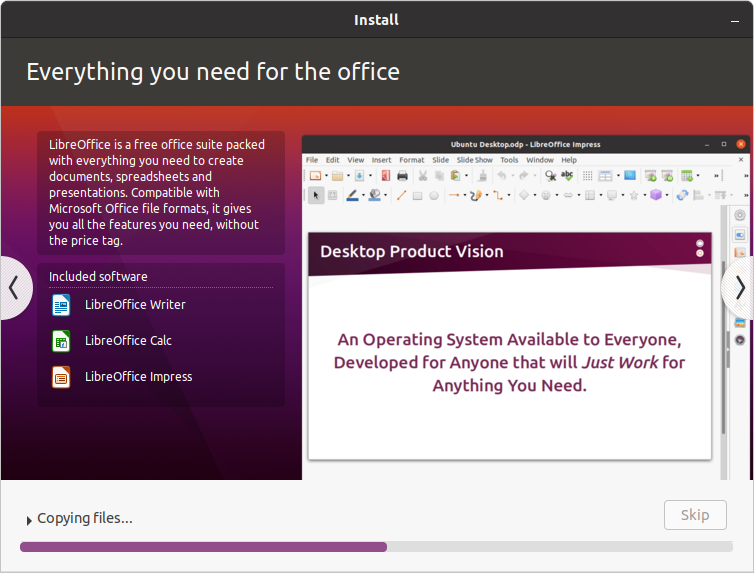 Install
Everything you need for the office
LibreOffice is a free office suite packed
with everything you need to create
documents, spreadsheets and
presentations. Compatible with
Microsoft Office file formats, it gives
you all the features you need, without
the price tag.
Included software
LibreOffice Writer
LibreOffice Calc
LibreOffice Impress
Ubuntu Desktop.odp - LibreOffice Impress
File Edit View Insert Format Slide Slide Show Tools Window Help
Desktop Product Vision
An Operating System Available to Everyone,
Developed for Anyone that will Just Work for
Anything You Need.
Copying files...
Skip